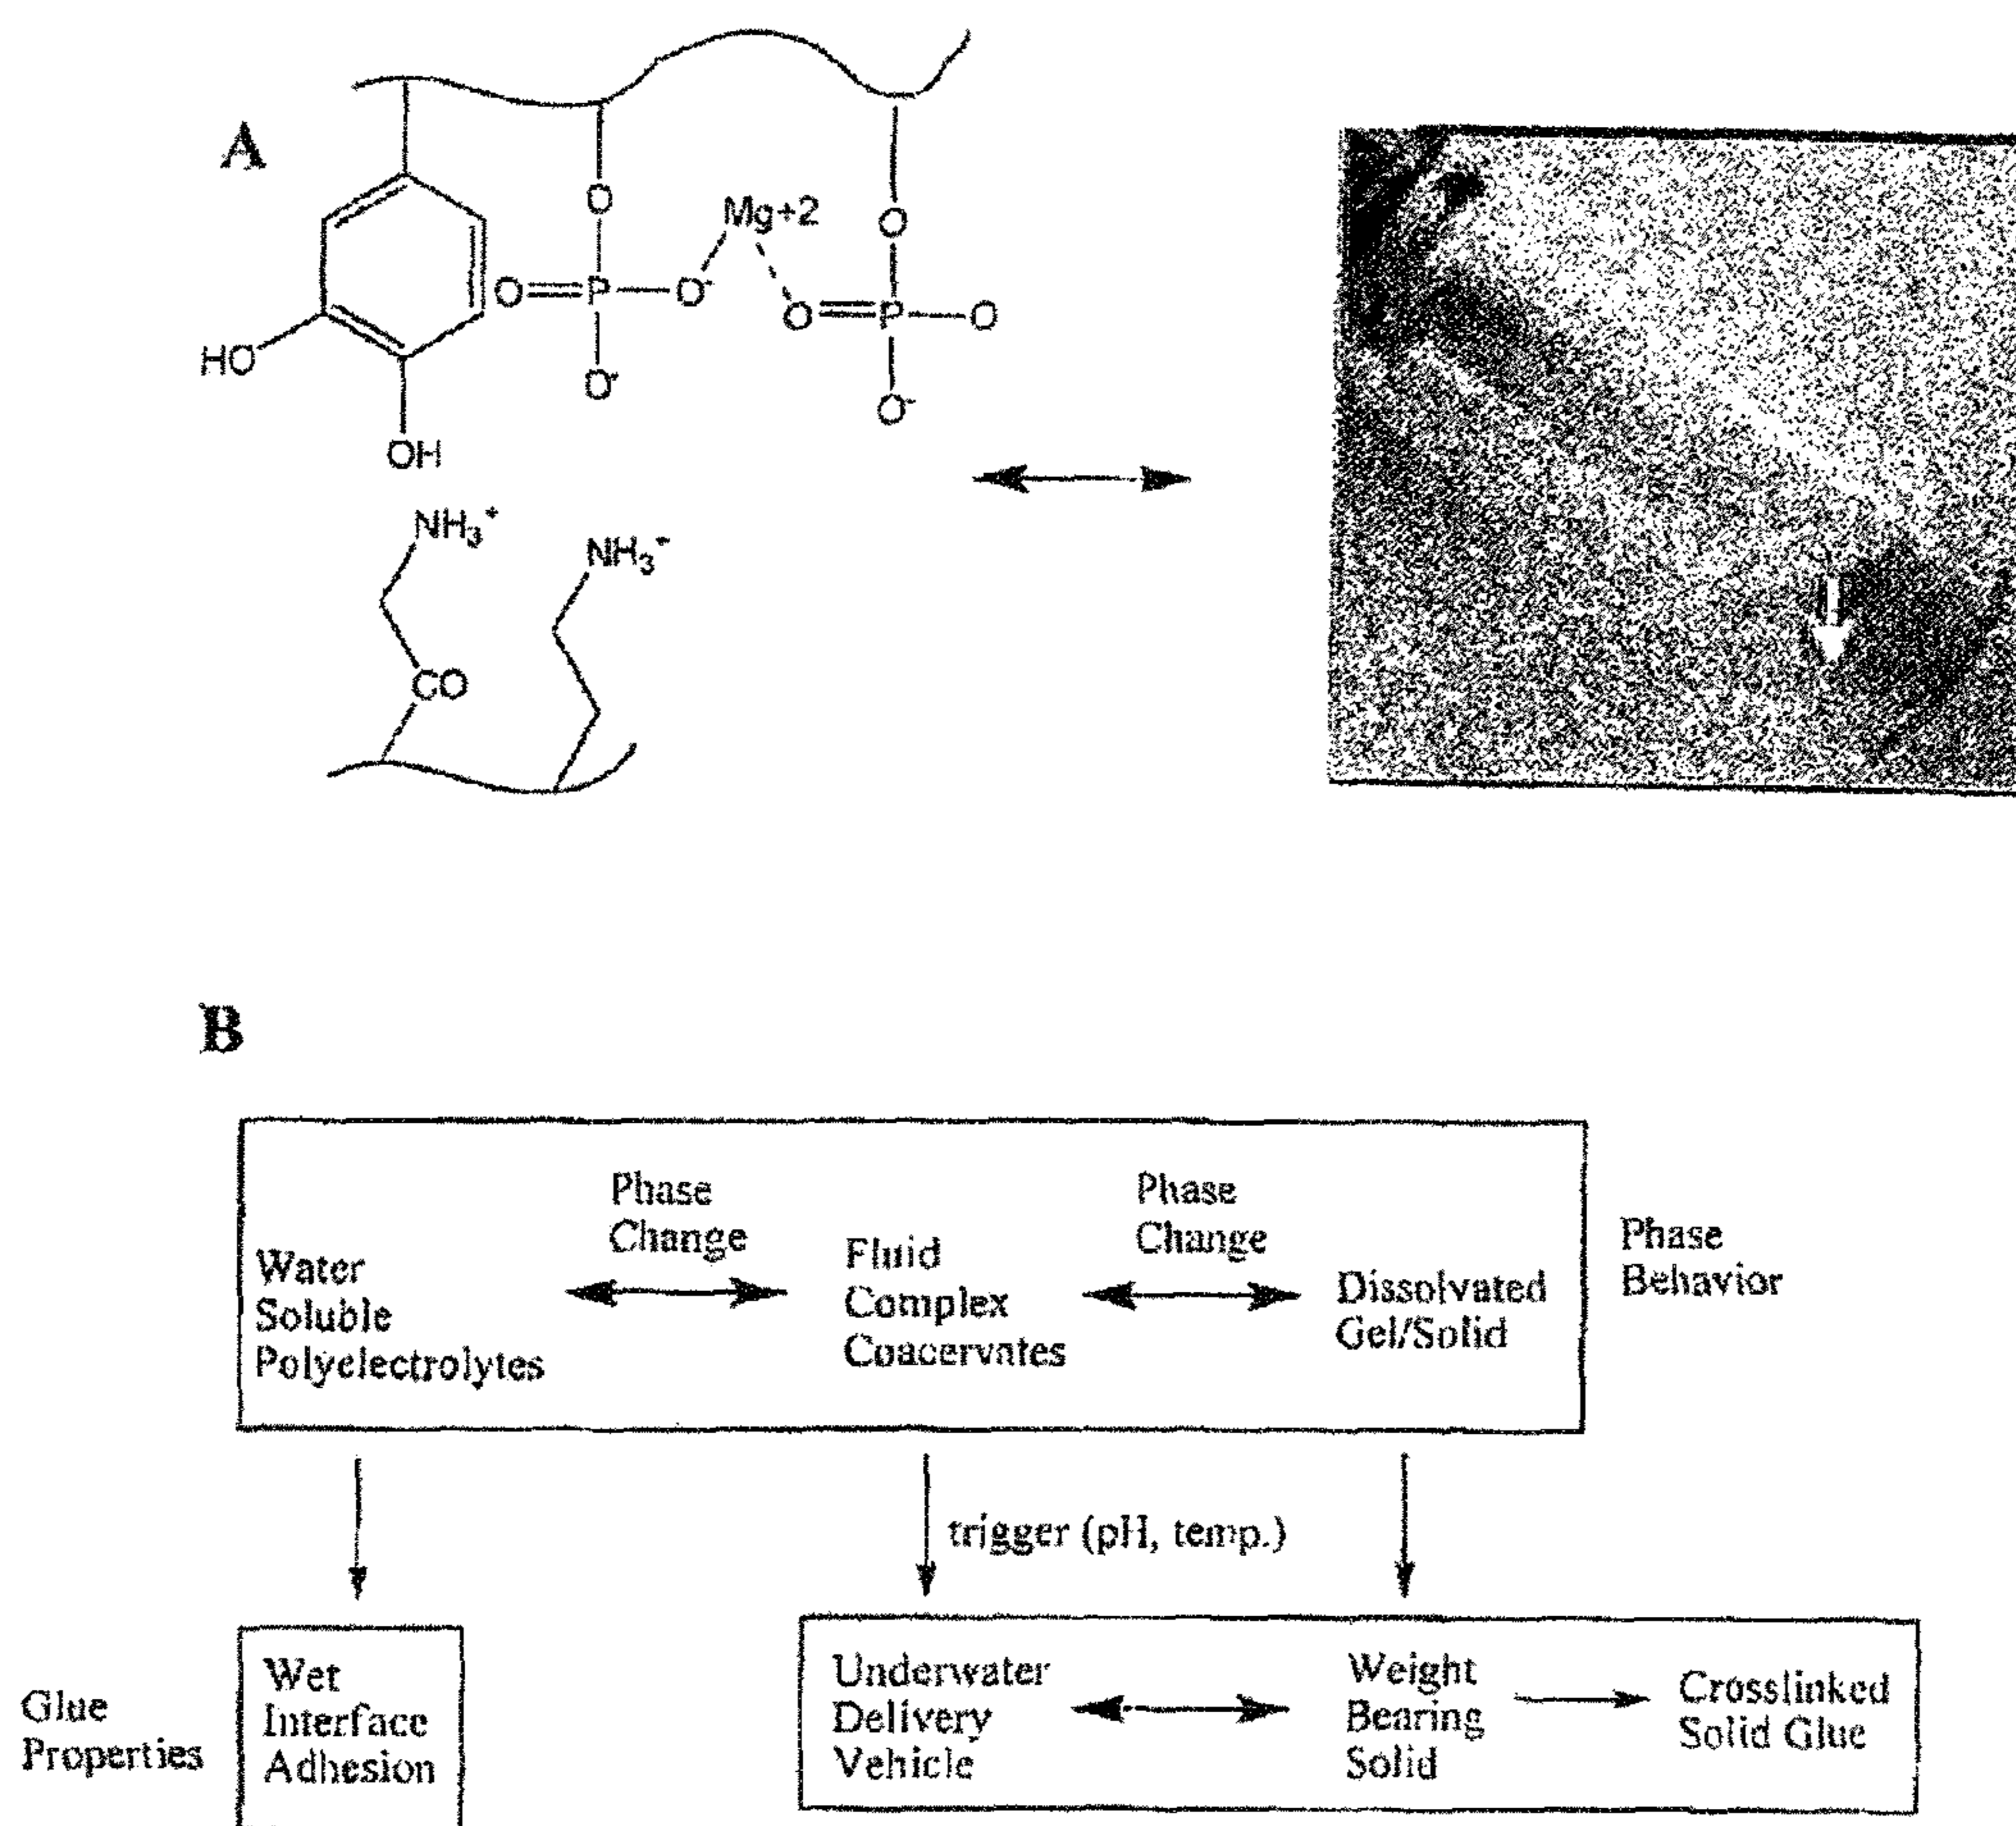 A
O
Mg+2
O
O=P—O⁻
O=P—O
HO
O⁻
O⁻
OH
NH₃⁺
NH₃⁺
CO
B
Phase
Change
Phase
Change
Water
Soluble
Polyelectrolytes
Fluid
Complex
Coacervates
Dissolvated
Gel/Solid
Phase
Behavior
trigger (pH, temp.)
Glue
Properties
Wet
Interface
Adhesion
Underwater
Delivery
Vehicle
Weight
Bearing
Solid
Crosslinked
Solid Glue